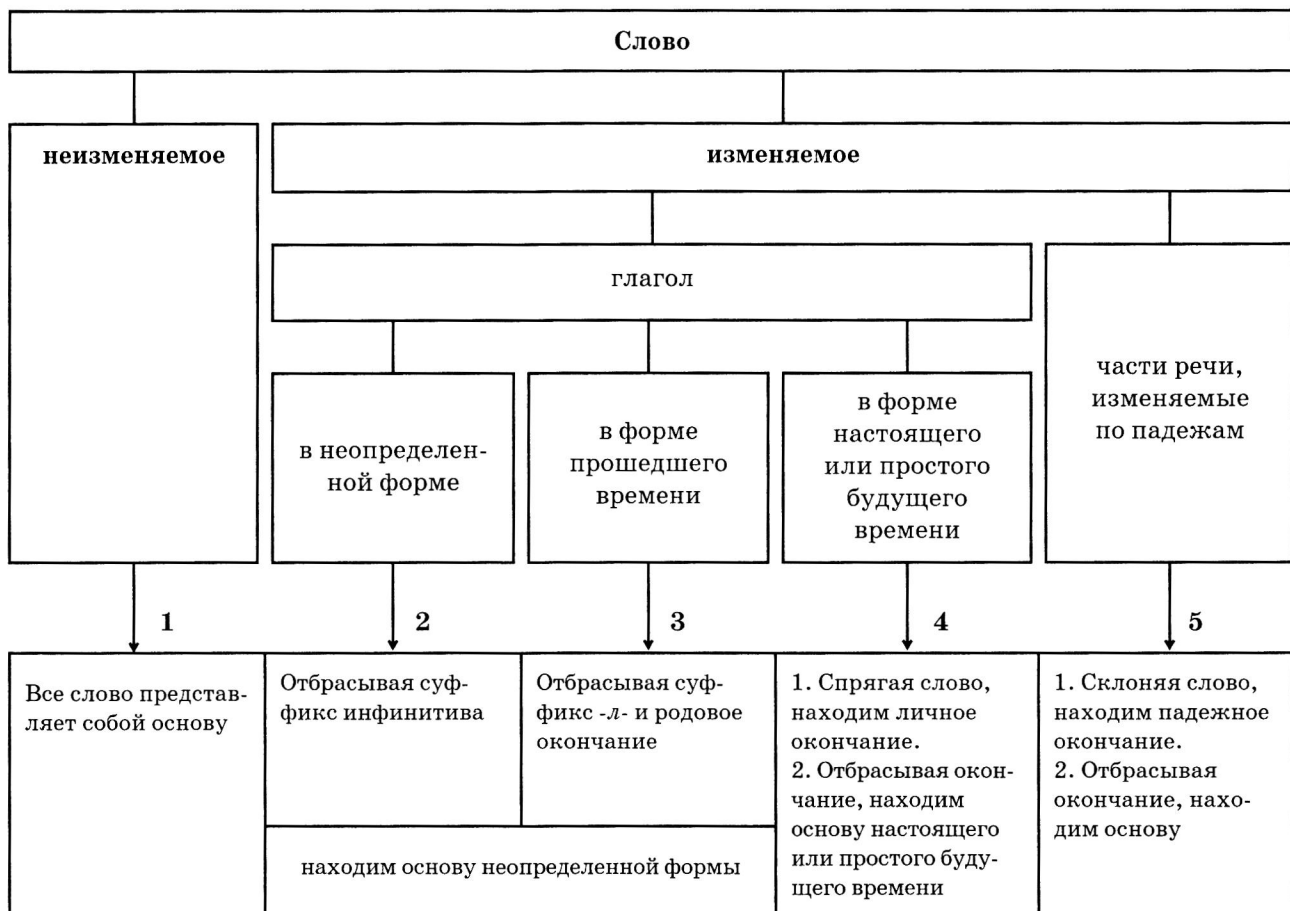 Слово
неизменяемое
изменяемое
глагол
в неопределен-
ной форме
в форме
прошедшего
времени
в форме
настоящего
или простого
будущего
времени
части речи,
изменяемые
по падежам
1
2
3
4
5
Все слово представ-
ляет собой основу
Отбрасывая суф-
фикс инфинитива
Отбрасывая суф-
фикс -л- и родовое
окончание
находим основу неопределенной формы
1. Спрягая слово,
находим личное
окончание.
2. Отбрасывая окон-
чание, находим
основу настоящего
или простого буду-
щего времени
1. Склоняя слово,
находим падежное
окончание.
2. Отбрасывая
окончание, нахо-
дим основу